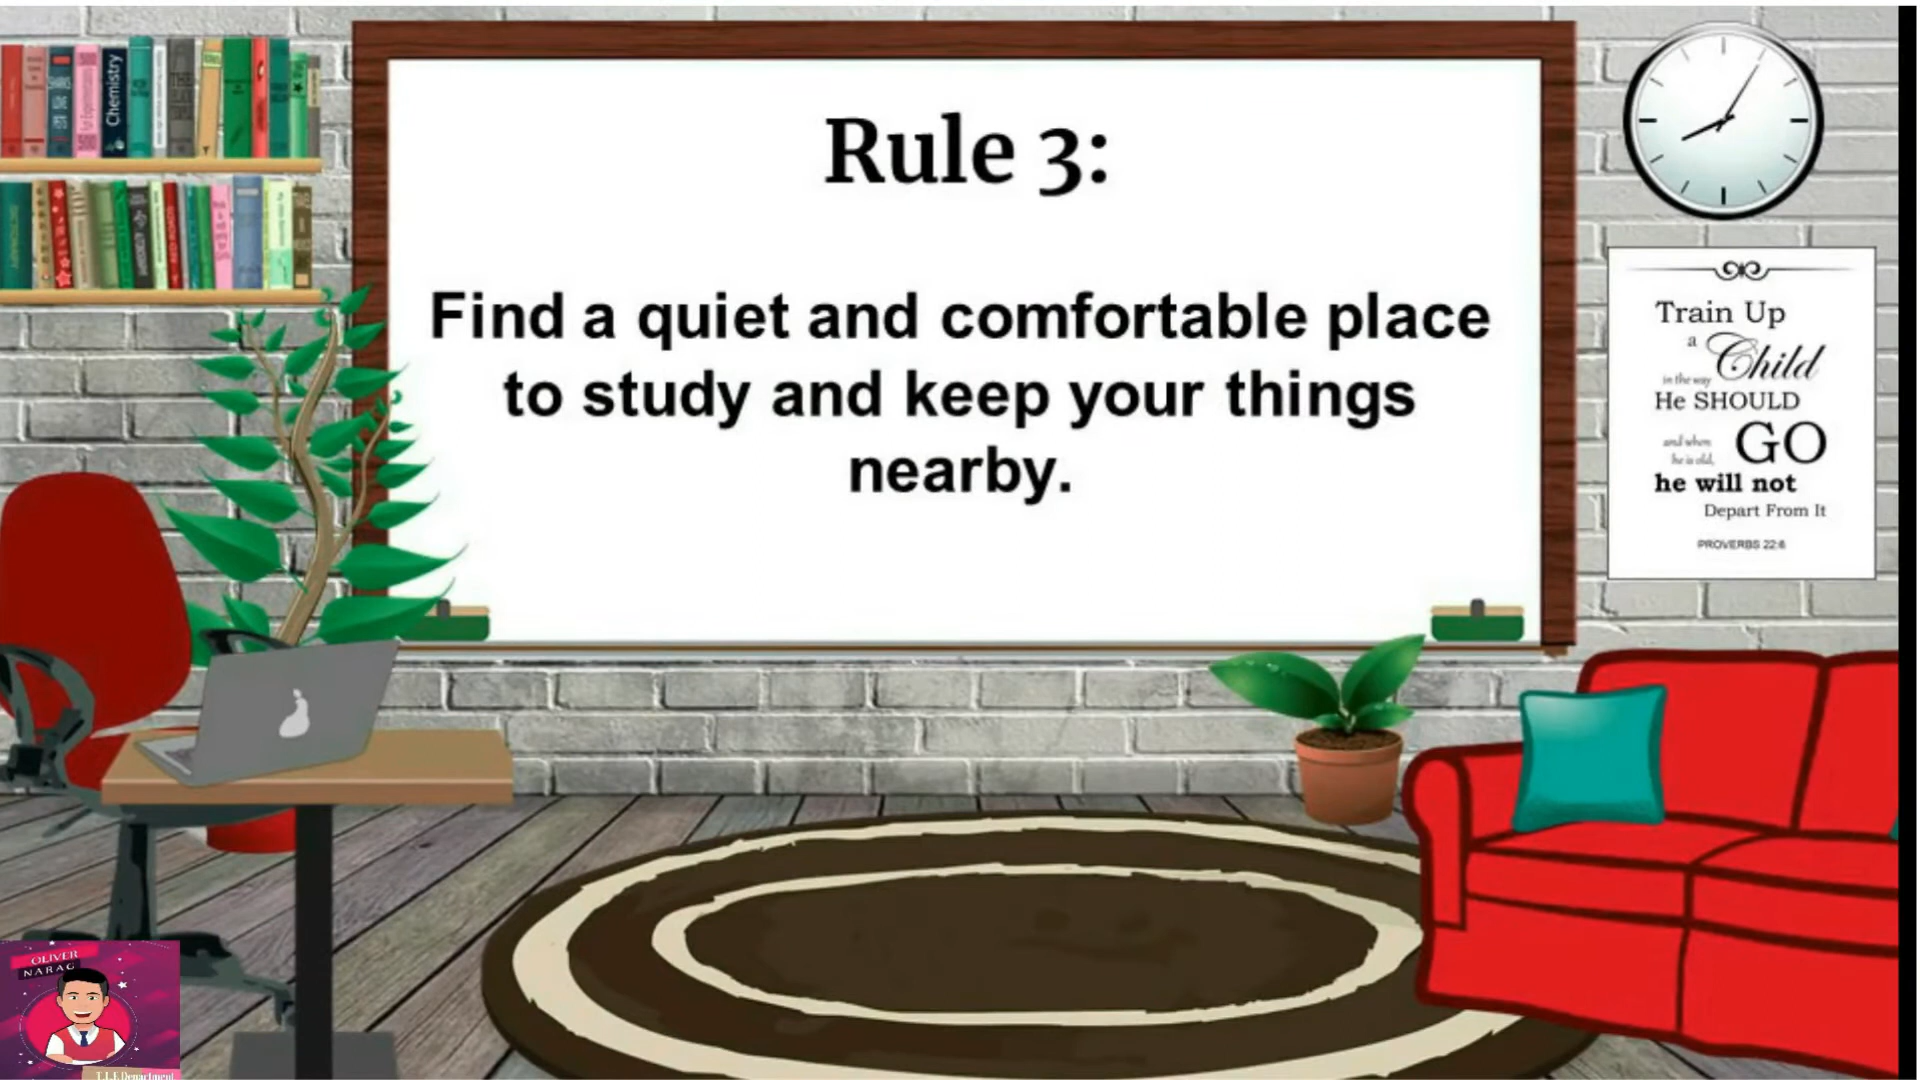 Rule 3:
Find a quiet and comfortable place
to study and keep your things
nearby.
Chemistry
Train Up
a Child
in the way
He SHOULD
and when GO
he is old,
he will not
Depart From It
PROVERBS 22:6
OLIVER
NARAG
T.L.E Department